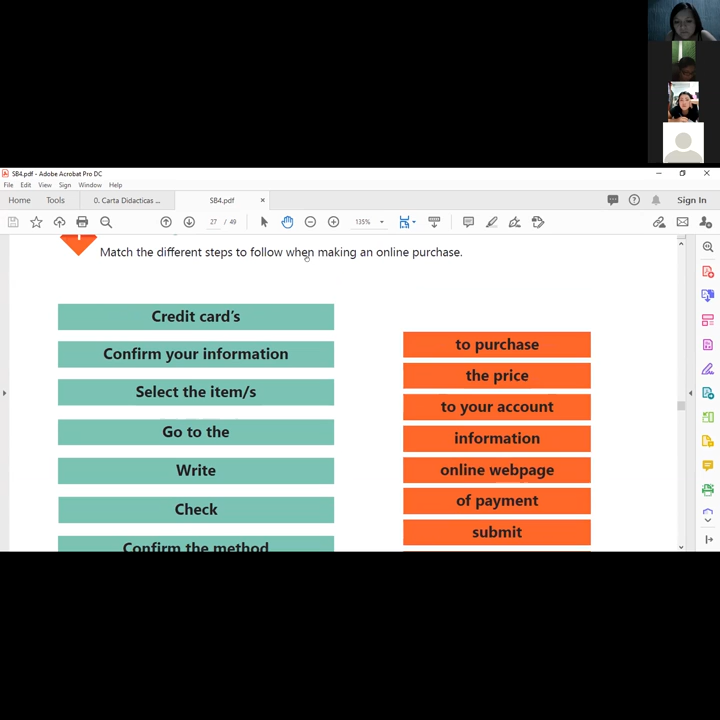 SB4.pdf - Adobe Acrobat Pro DC
File Edit View Sign Window Help
Home Tools 0. Carta Didacticas ... SB4.pdf × Sign In
27 / 49 135%
Match the different steps to follow when making an online purchase.
Credit card's
Confirm your information
Select the item/s
Go to the
Write
Check
Confirm the method
to purchase
the price
to your account
information
online webpage
of payment
submit